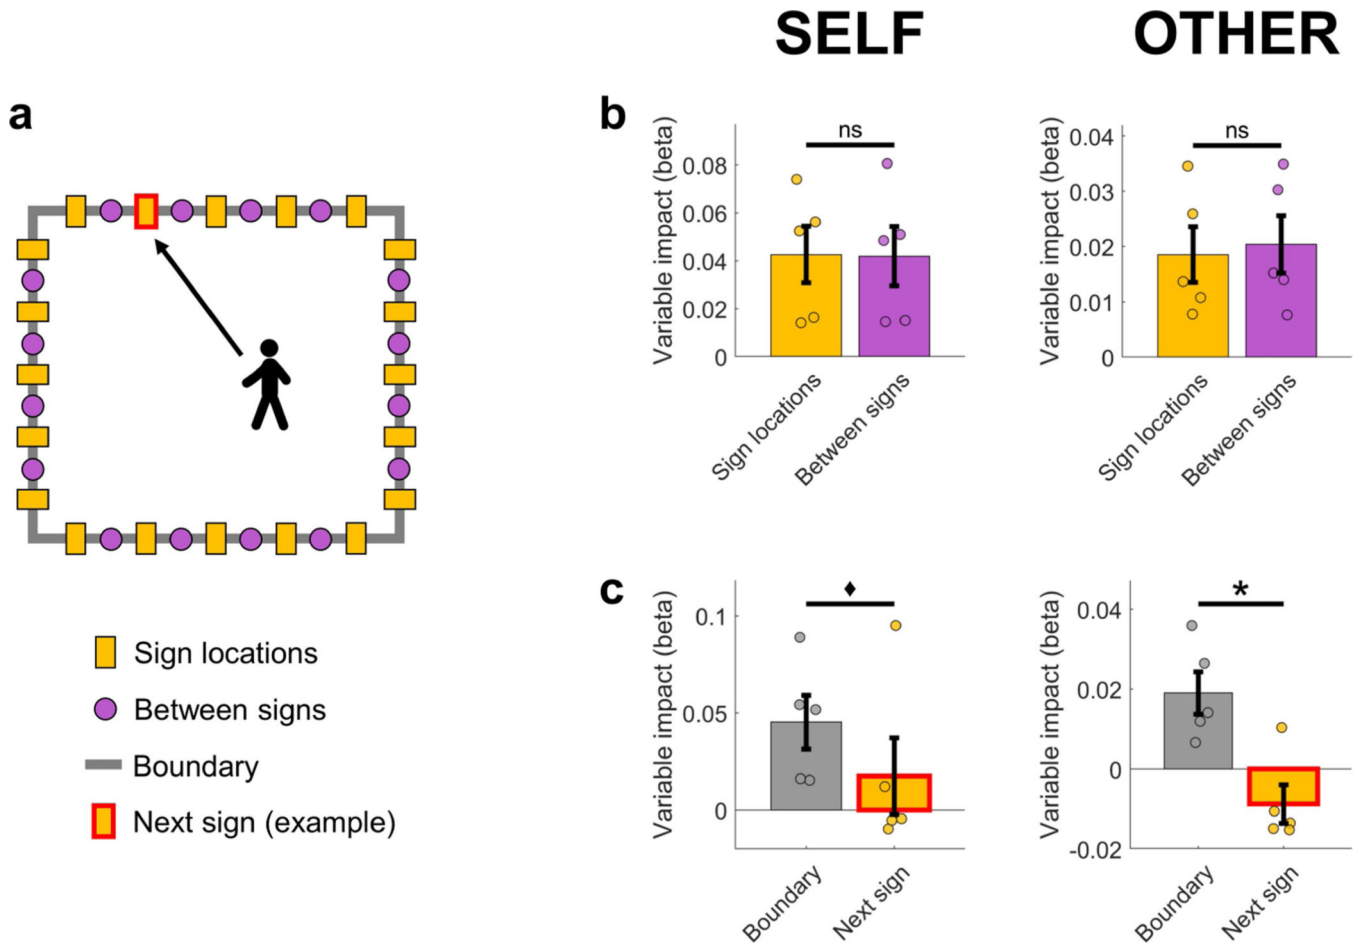 SELF
OTHER
a
Sign locations
Between signs
Boundary
Next sign (example)
b
Variable impact (beta)
0.08
0.06
0.04
0.02
0
ns
Sign locations
Between signs
Variable impact (beta)
0.04
0.03
0.02
0.01
0
ns
Sign locations
Between signs
c
Variable impact (beta)
0.1
0.05
0
♦
Boundary
Next sign
Variable impact (beta)
0.04
0.02
0
-0.02
*
Boundary
Next sign